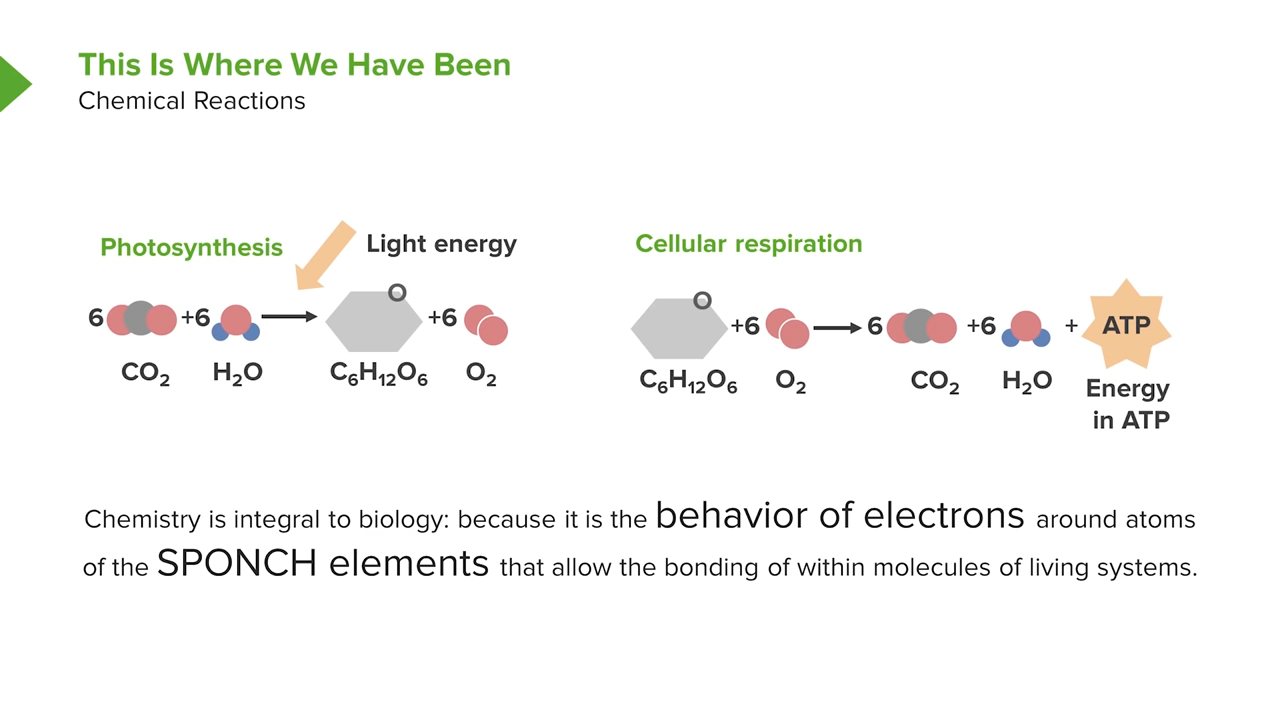 This Is Where We Have Been
Chemical Reactions
Photosynthesis
Light energy
6 +6 O +6
CO₂ H₂O C₆H₁₂O₆ O₂
Cellular respiration
O +6 6 +6 + ATP
C₆H₁₂O₆ O₂ CO₂ H₂O Energy
in ATP
Chemistry is integral to biology: because it is the behavior of electrons around atoms
of the SPONCH elements that allow the bonding of within molecules of living systems.